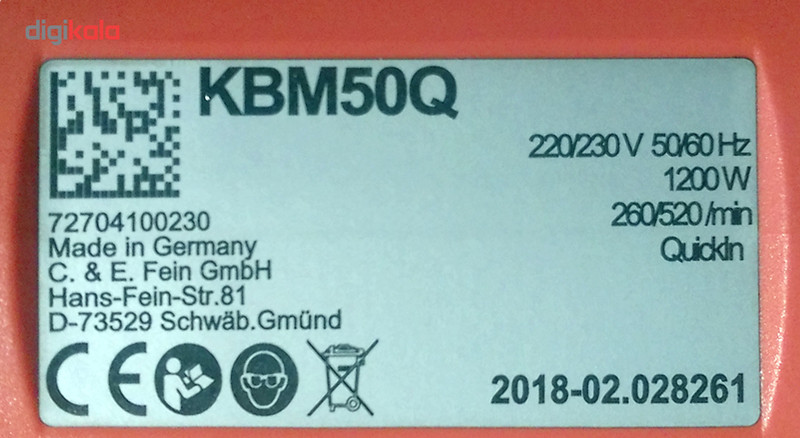 digikala
KBM50Q
220/230 V 50/60 Hz
1200 W
260/520 /min
QuickIn
72704100230
Made in Germany
C. & E. Fein GmbH
Hans-Fein-Str.81
D-73529 Schwäb.Gmünd
CE
2018-02.028261